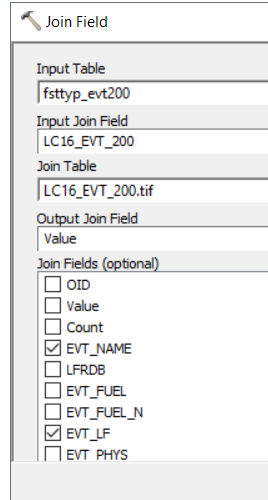 Join Field
Input Table
fsttyp_evt200
Input Join Field
LC16_EVT_200
Join Table
LC16_EVT_200.tif
Output Join Field
Value
Join Fields (optional)
OID
Value
Count
EVT_NAME
LFRDB
EVT_FUEL
EVT_FUEL_N
EVT_LF
EVT_PHYS